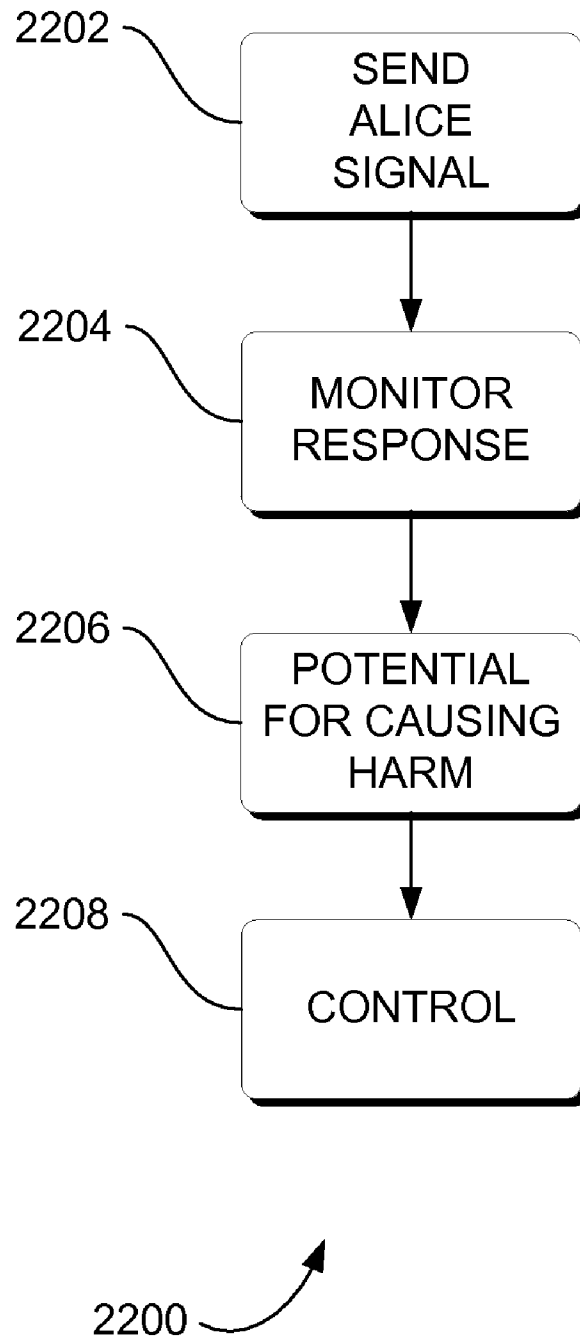 2202
SEND
ALICE
SIGNAL
2204
MONITOR
RESPONSE
2206
POTENTIAL
FOR CAUSING
HARM
2208
CONTROL
2200